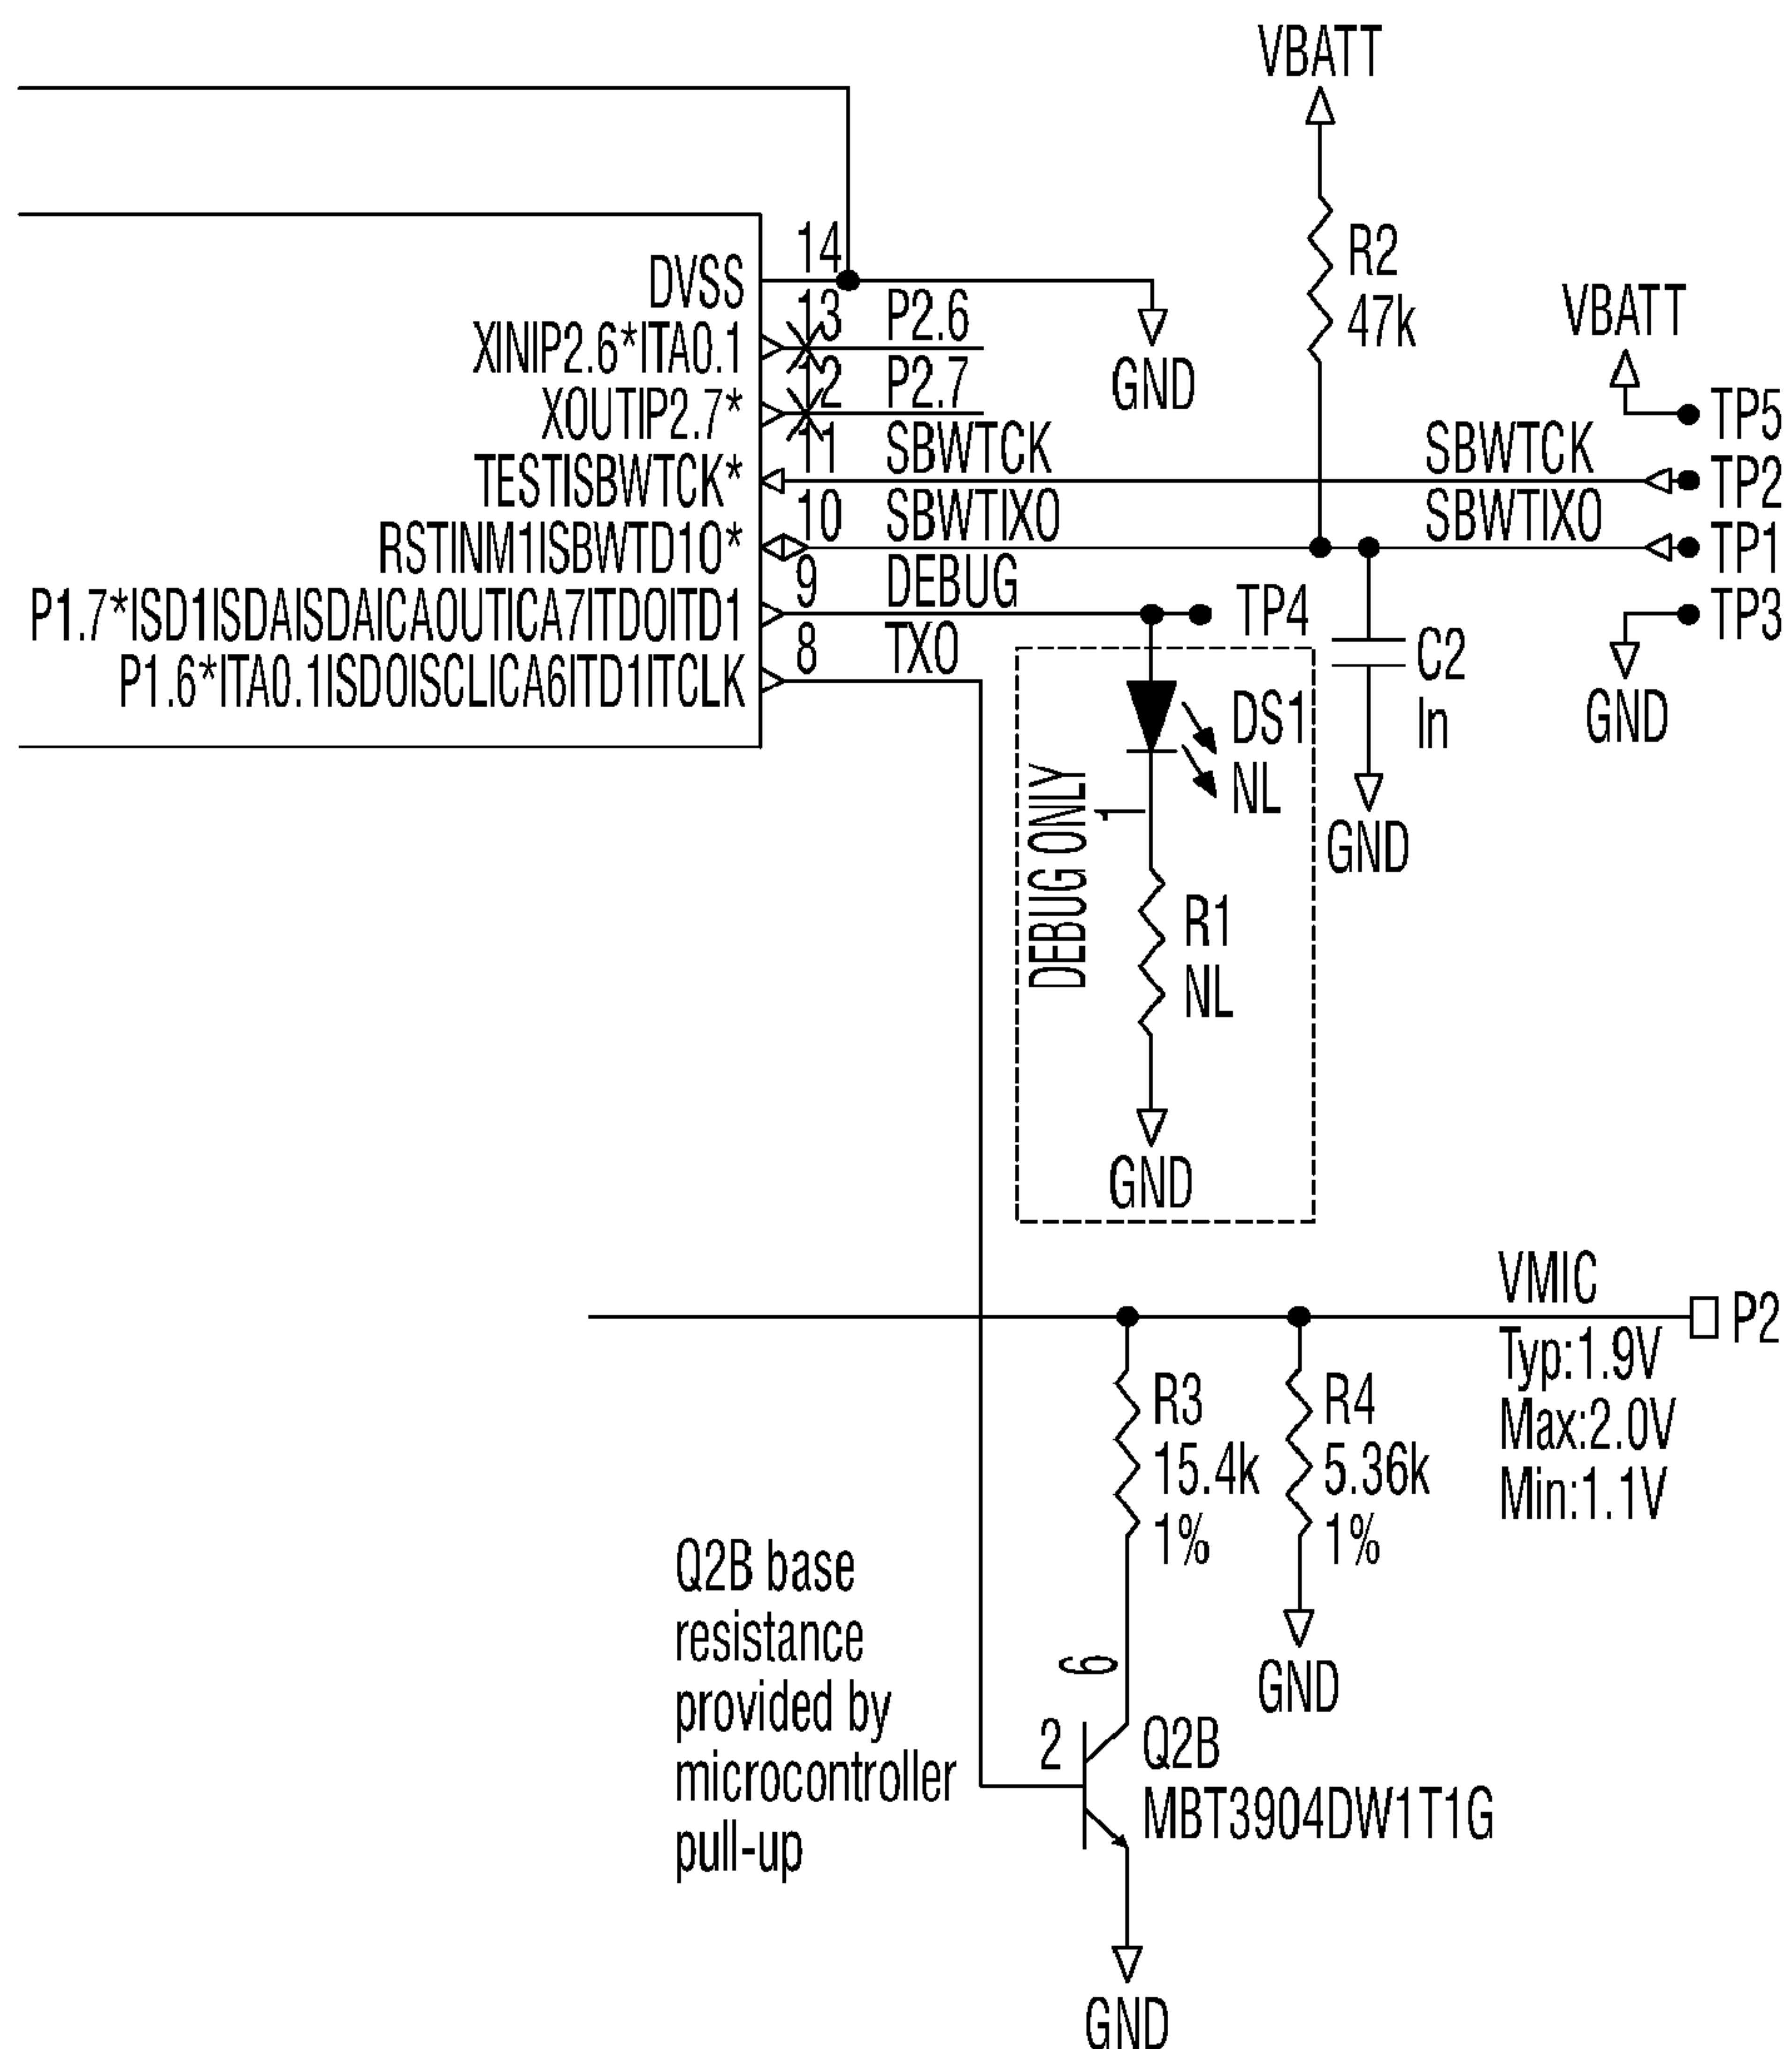 VBATT
R2
47k
DVSS
14
GND
XINIP2.6*ITA0.1
13
P2.6
XOUTIP2.7*
12
P2.7
VBATT
TP5
TESTISBWTCK*
11
SBWTCK
SBWTCK
TP2
RSTINM1ISBWTD1O*
10
SBWTIXO
SBWTIXO
TP1
P1.7*ISD1ISDAISDAICAOUTICA7ITDOITD1
9
DEBUG
TP4
TP3
GND
P1.6*ITA0.1ISDOISCLICA6ITD1ITCLK
8
TXO
C2
In
GND
DEBUG ONLY
DS1
NL
1
R1
NL
GND
VMIC
P2
Typ:1.9V
Max:2.0V
Min:1.1V
R3
15.4k
1%
R4
5.36k
1%
GND
Q2B base
resistance
provided by
microcontroller
pull-up
6
2
Q2B
MBT3904DW1T1G
GND